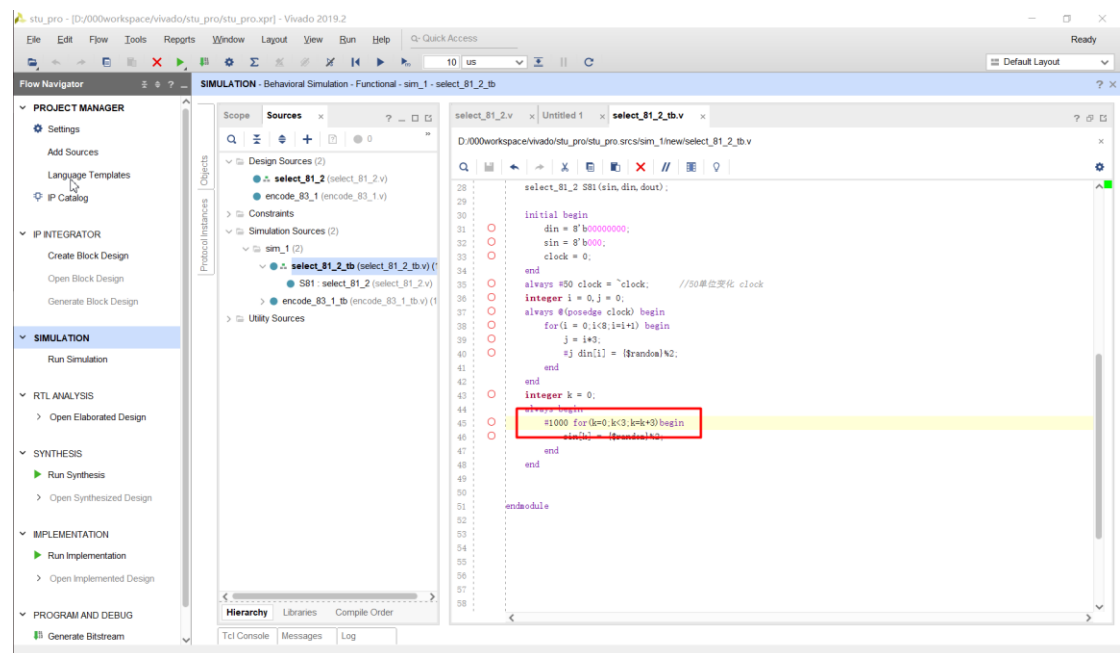 stu_pro - [D:/000workspace/vivado/stu_pro/stu_pro.xpr] - Vivado 2019.2
File Edit Flow Tools Reports Window Layout View Run Help Q- Quick Access Ready
10 us Default Layout
Flow Navigator SIMULATION - Behavioral Simulation - Functional - sim_1 - select_81_2_tb
PROJECT MANAGER
Settings
Add Sources
Language Templates
IP Catalog
IP INTEGRATOR
Create Block Design
Open Block Design
Generate Block Design
SIMULATION
Run Simulation
RTL ANALYSIS
Open Elaborated Design
SYNTHESIS
Run Synthesis
Open Synthesized Design
IMPLEMENTATION
Run Implementation
Open Implemented Design
PROGRAM AND DEBUG
Generate Bitstream
Objects
Protocol Instances
Scope Sources
0
Design Sources (2)
select_81_2 (select_81_2.v)
encode_83_1 (encode_83_1.v)
Constraints
Simulation Sources (2)
sim_1 (2)
select_81_2_tb (select_81_2_tb.v) (1
S81 : select_81_2 (select_81_2.v)
encode_83_1_tb (encode_83_1_tb.v) (1
Utility Sources
Hierarchy Libraries Compile Order
Tcl Console Messages Log
select_81_2.v Untitled 1 select_81_2_tb.v
D:/000workspace/vivado/stu_pro/stu_pro.srcs/sim_1/new/select_81_2_tb.v
28 select_81_2 S81(sin,din,dout);
29
30 initial begin
31 din = 8'b00000000;
32 sin = 8'b000;
33 clock = 0;
34 end
35 always #50 clock = ~clock; //50单位变化 clock
36 integer i = 0,j = 0;
37 always @(posedge clock) begin
38 for(i = 0;i<8;i=i+1) begin
39 j = i*3;
40 #j din[i] = {$random}%2;
41 end
42 end
43 integer k = 0;
44 always begin
45 #1000 for(k=0;k<3;k=k+3)begin
46 sin[k] = {$random}%2;
47 end
48 end
49
50
51 endmodule
52
53
54
55
56
57
58